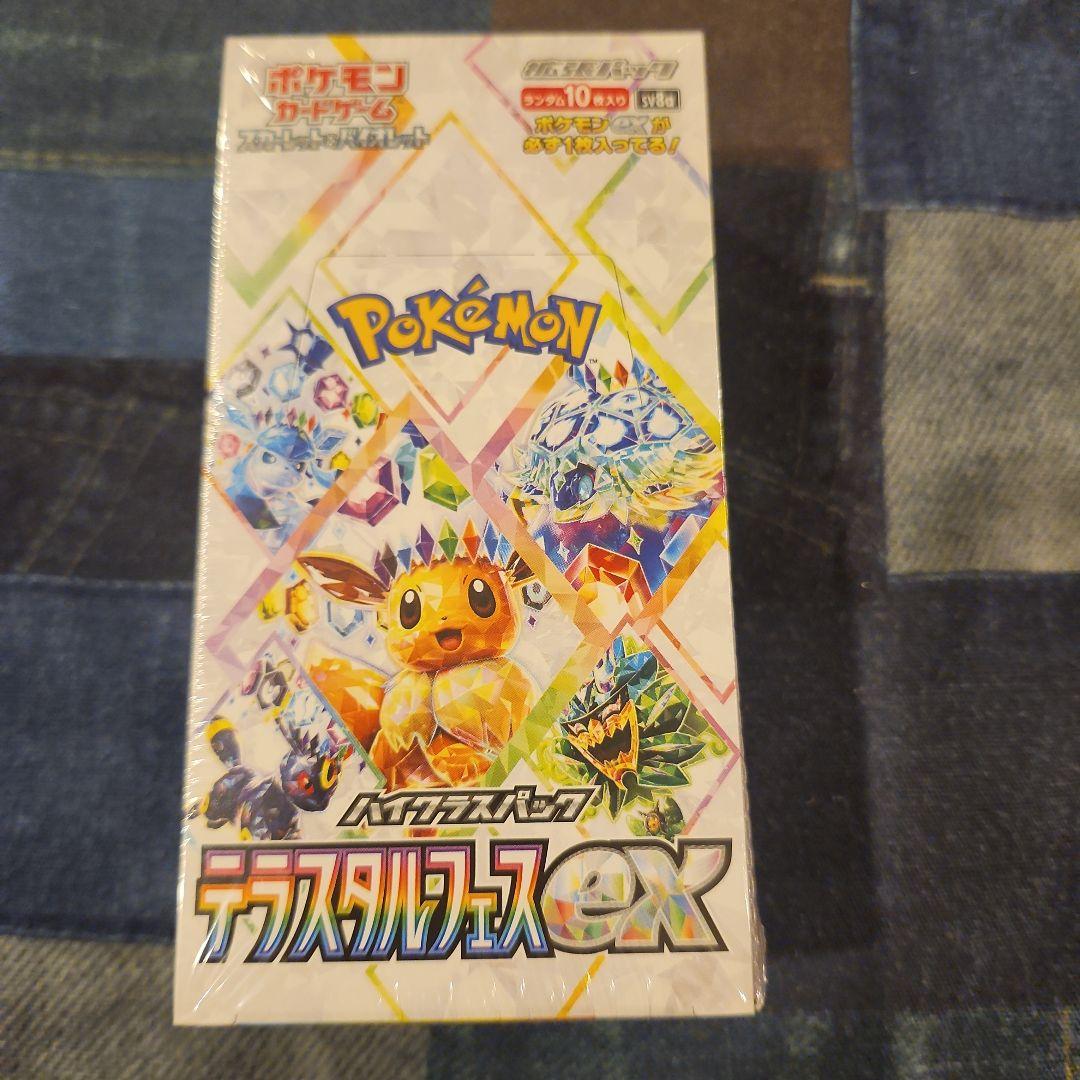 ポケモン
カードゲーム
スカーレット&バイオレット
拡張パック
ランダム10枚入り sv8a
ポケモンexが
必ず1枚入ってる!
POKéMON
TM
ハイクラスパック
テラスタルフェスex